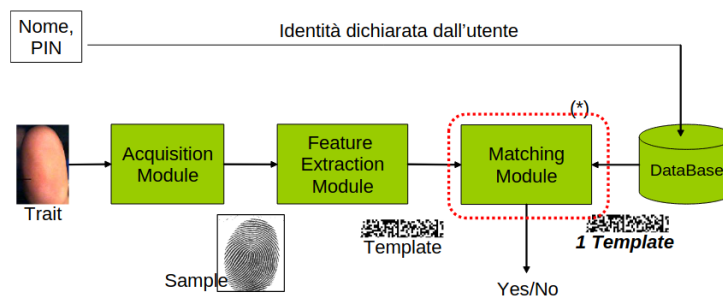 Nome,
PIN
Identità dichiarata dall'utente
(*)
Acquisition
Module
Feature
Extraction
Module
Matching
Module
DataBase
Trait
Sample
Template
1 Template
Yes/No